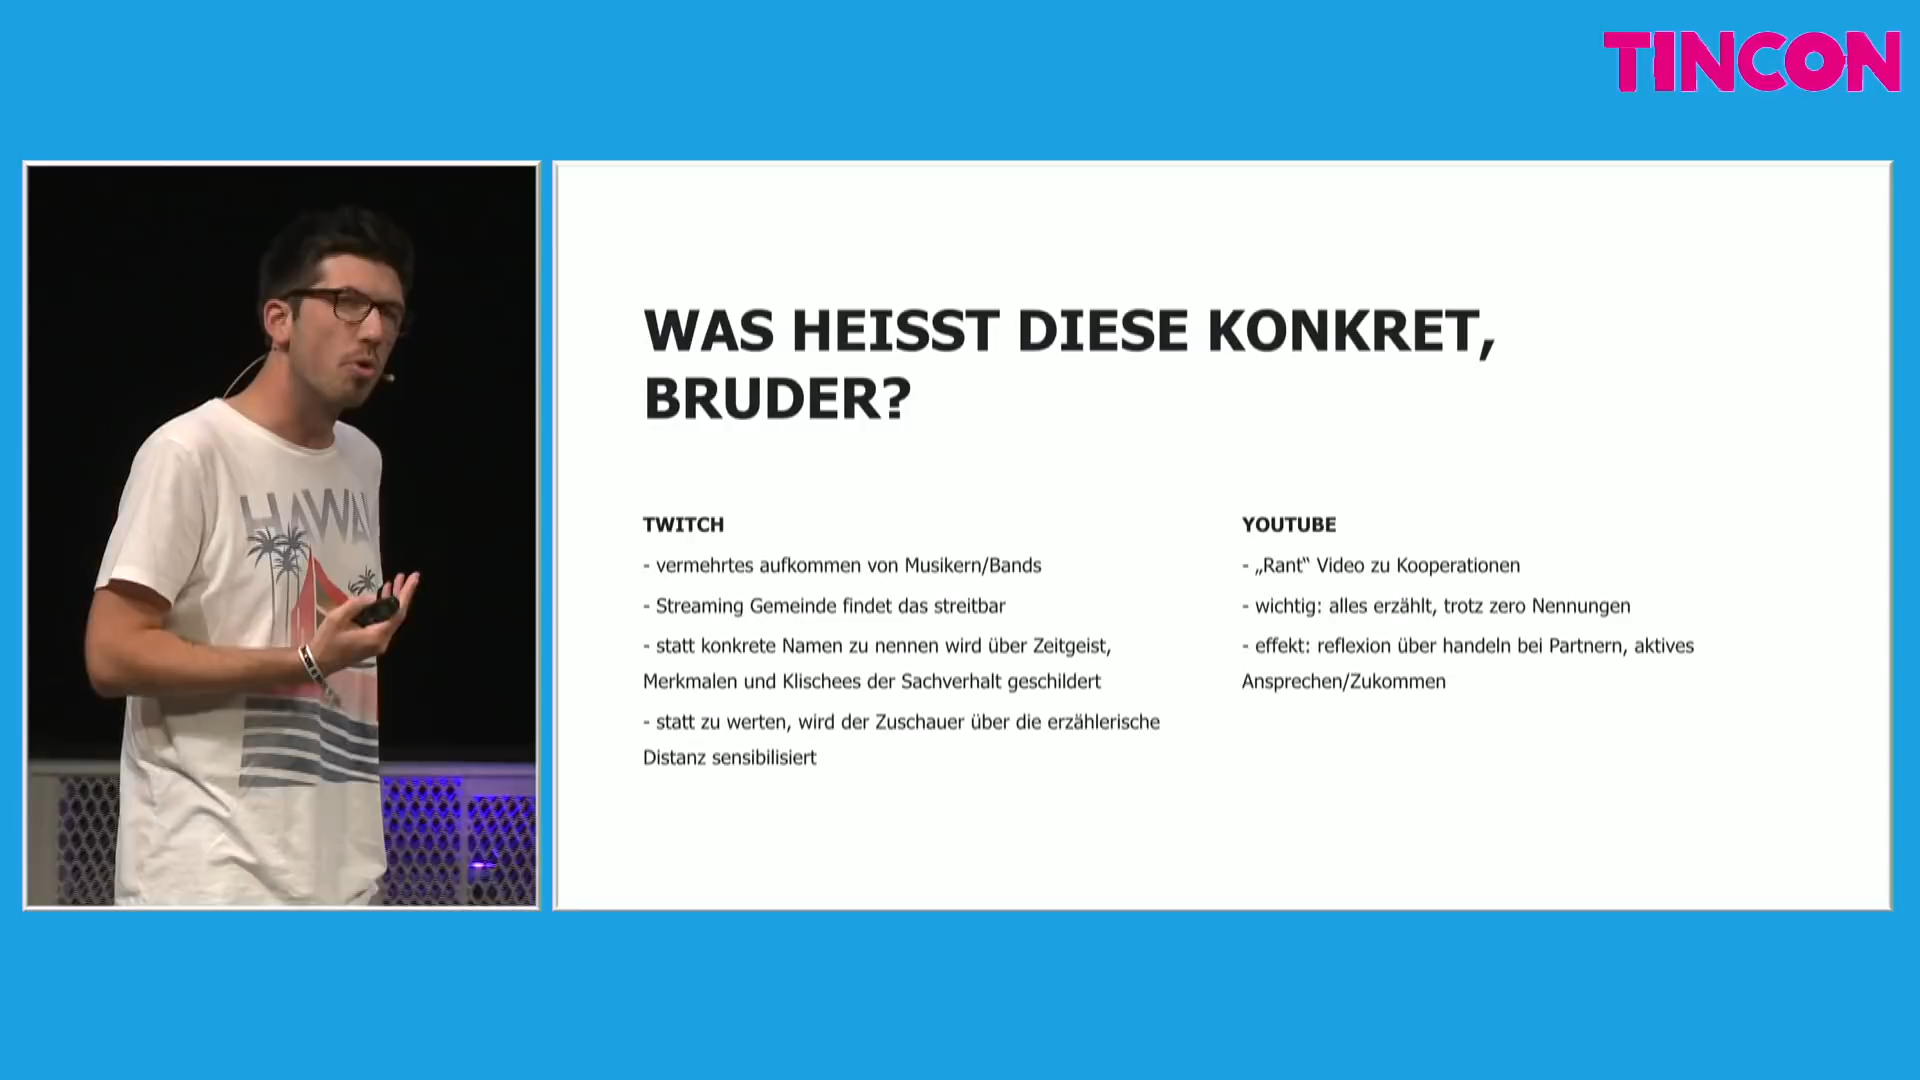 TINCON
HAWAI
WAS HEISST DIESE KONKRET,
BRUDER?
TWITCH
- vermehrtes aufkommen von Musikern/Bands
- Streaming Gemeinde findet das streitbar
- statt konkrete Namen zu nennen wird über Zeitgeist,
Merkmalen und Klischees der Sachverhalt geschildert
- statt zu werten, wird der Zuschauer über die erzählerische
Distanz sensibilisiert
YOUTUBE
- „Rant“ Video zu Kooperationen
- wichtig: alles erzählt, trotz zero Nennungen
- effekt: reflexion über handeln bei Partnern, aktives
Ansprechen/Zukommen